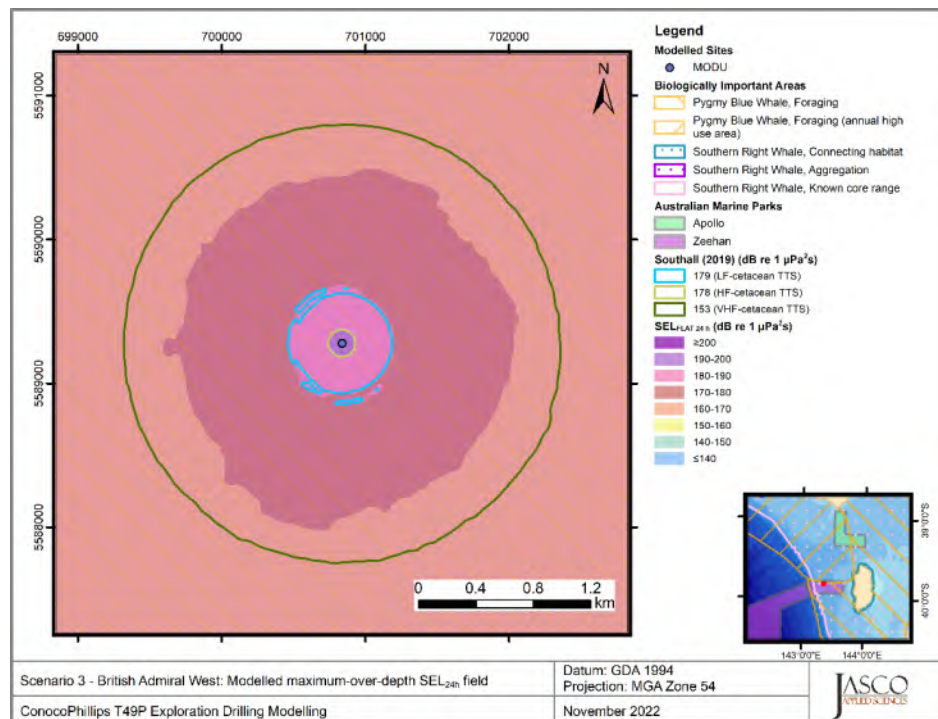 699000 700000 701000 702000
5591000
5590000
5589000
5588000
N
0 0.4 0.8 1.2
km
Legend
Modelled Sites
MODU
Biologically Important Areas
Pygmy Blue Whale, Foraging
Pygmy Blue Whale, Foraging (annual high
use area)
Southern Right Whale, Connecting habitat
Southern Right Whale, Aggregation
Southern Right Whale, Known core range
Australian Marine Parks
Apollo
Zeehan
Southall (2019) (dB re 1 µPa²s)
179 (LF-cetacean TTS)
178 (HF-cetacean TTS)
153 (VHF-cetacean TTS)
SEL FLAT 24 h (dB re 1 µPa²s)
≥200
190-200
180-190
170-180
160-170
150-160
140-150
≤140
39°0'0"S
40°0'0"S
143°0'0"E 144°0'0"E
Scenario 3 - British Admiral West: Modelled maximum-over-depth SEL24h field
Datum: GDA 1994
Projection: MGA Zone 54
ConocoPhillips T49P Exploration Drilling Modelling
November 2022
JASCO
APPLIED SCIENCES